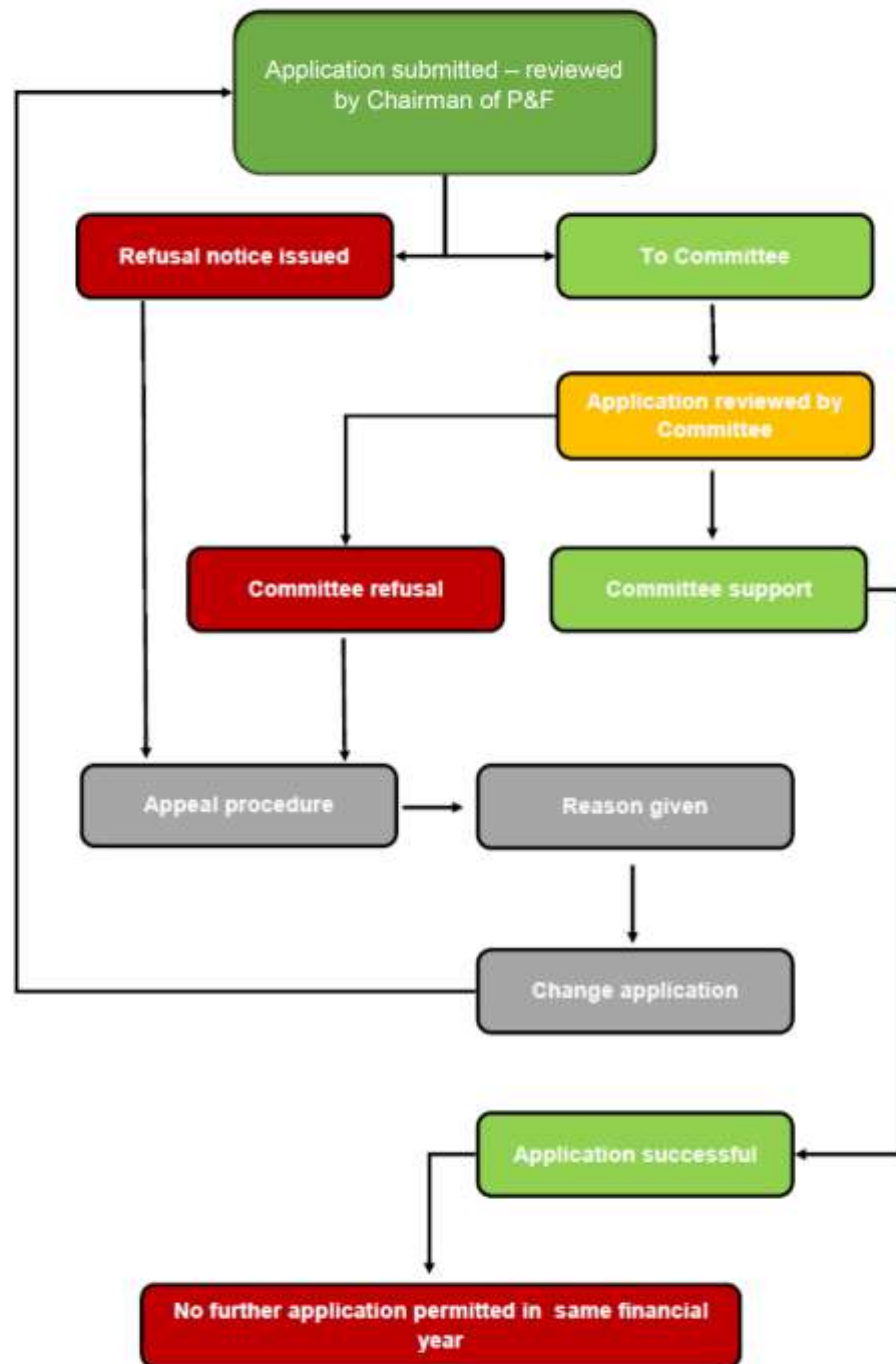 Application submitted – reviewed
by Chairman of P&F
Refusal notice issued
To Committee
Application reviewed by
Committee
Committee refusal
Committee support
Appeal procedure
Reason given
Change application
Application successful
No further application permitted in same financial
year